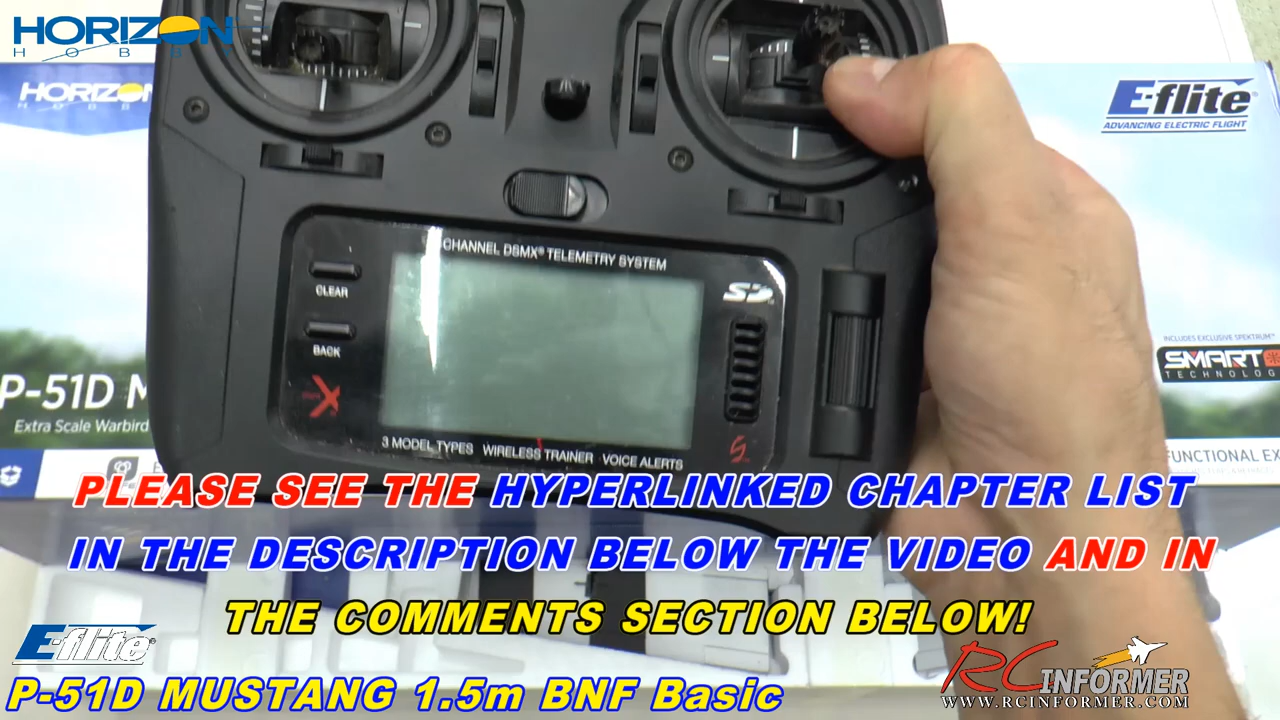 HORIZON
HOBBY
HORIZON
HOBBY
E-flite
ADVANCING ELECTRIC FLIGHT
CHANNEL DSMX® TELEMETRY SYSTEM
CLEAR
BACK
SD
INCLUDES EXCLUSIVE SPEKTRUM
SMART
TECHNOLOG
P-51D M
Extra Scale Warbird
3 MODEL TYPES WIRELESS TRAINER VOICE ALERTS
FUNCTIONAL EX
PLEASE SEE THE HYPERLINKED CHAPTER LIST
IN THE DESCRIPTION BELOW THE VIDEO AND IN
THE COMMENTS SECTION BELOW!
E-flite®
P-51D MUSTANG 1.5m BNF Basic
RC INFORMER
WWW.RCINFORMER.COM